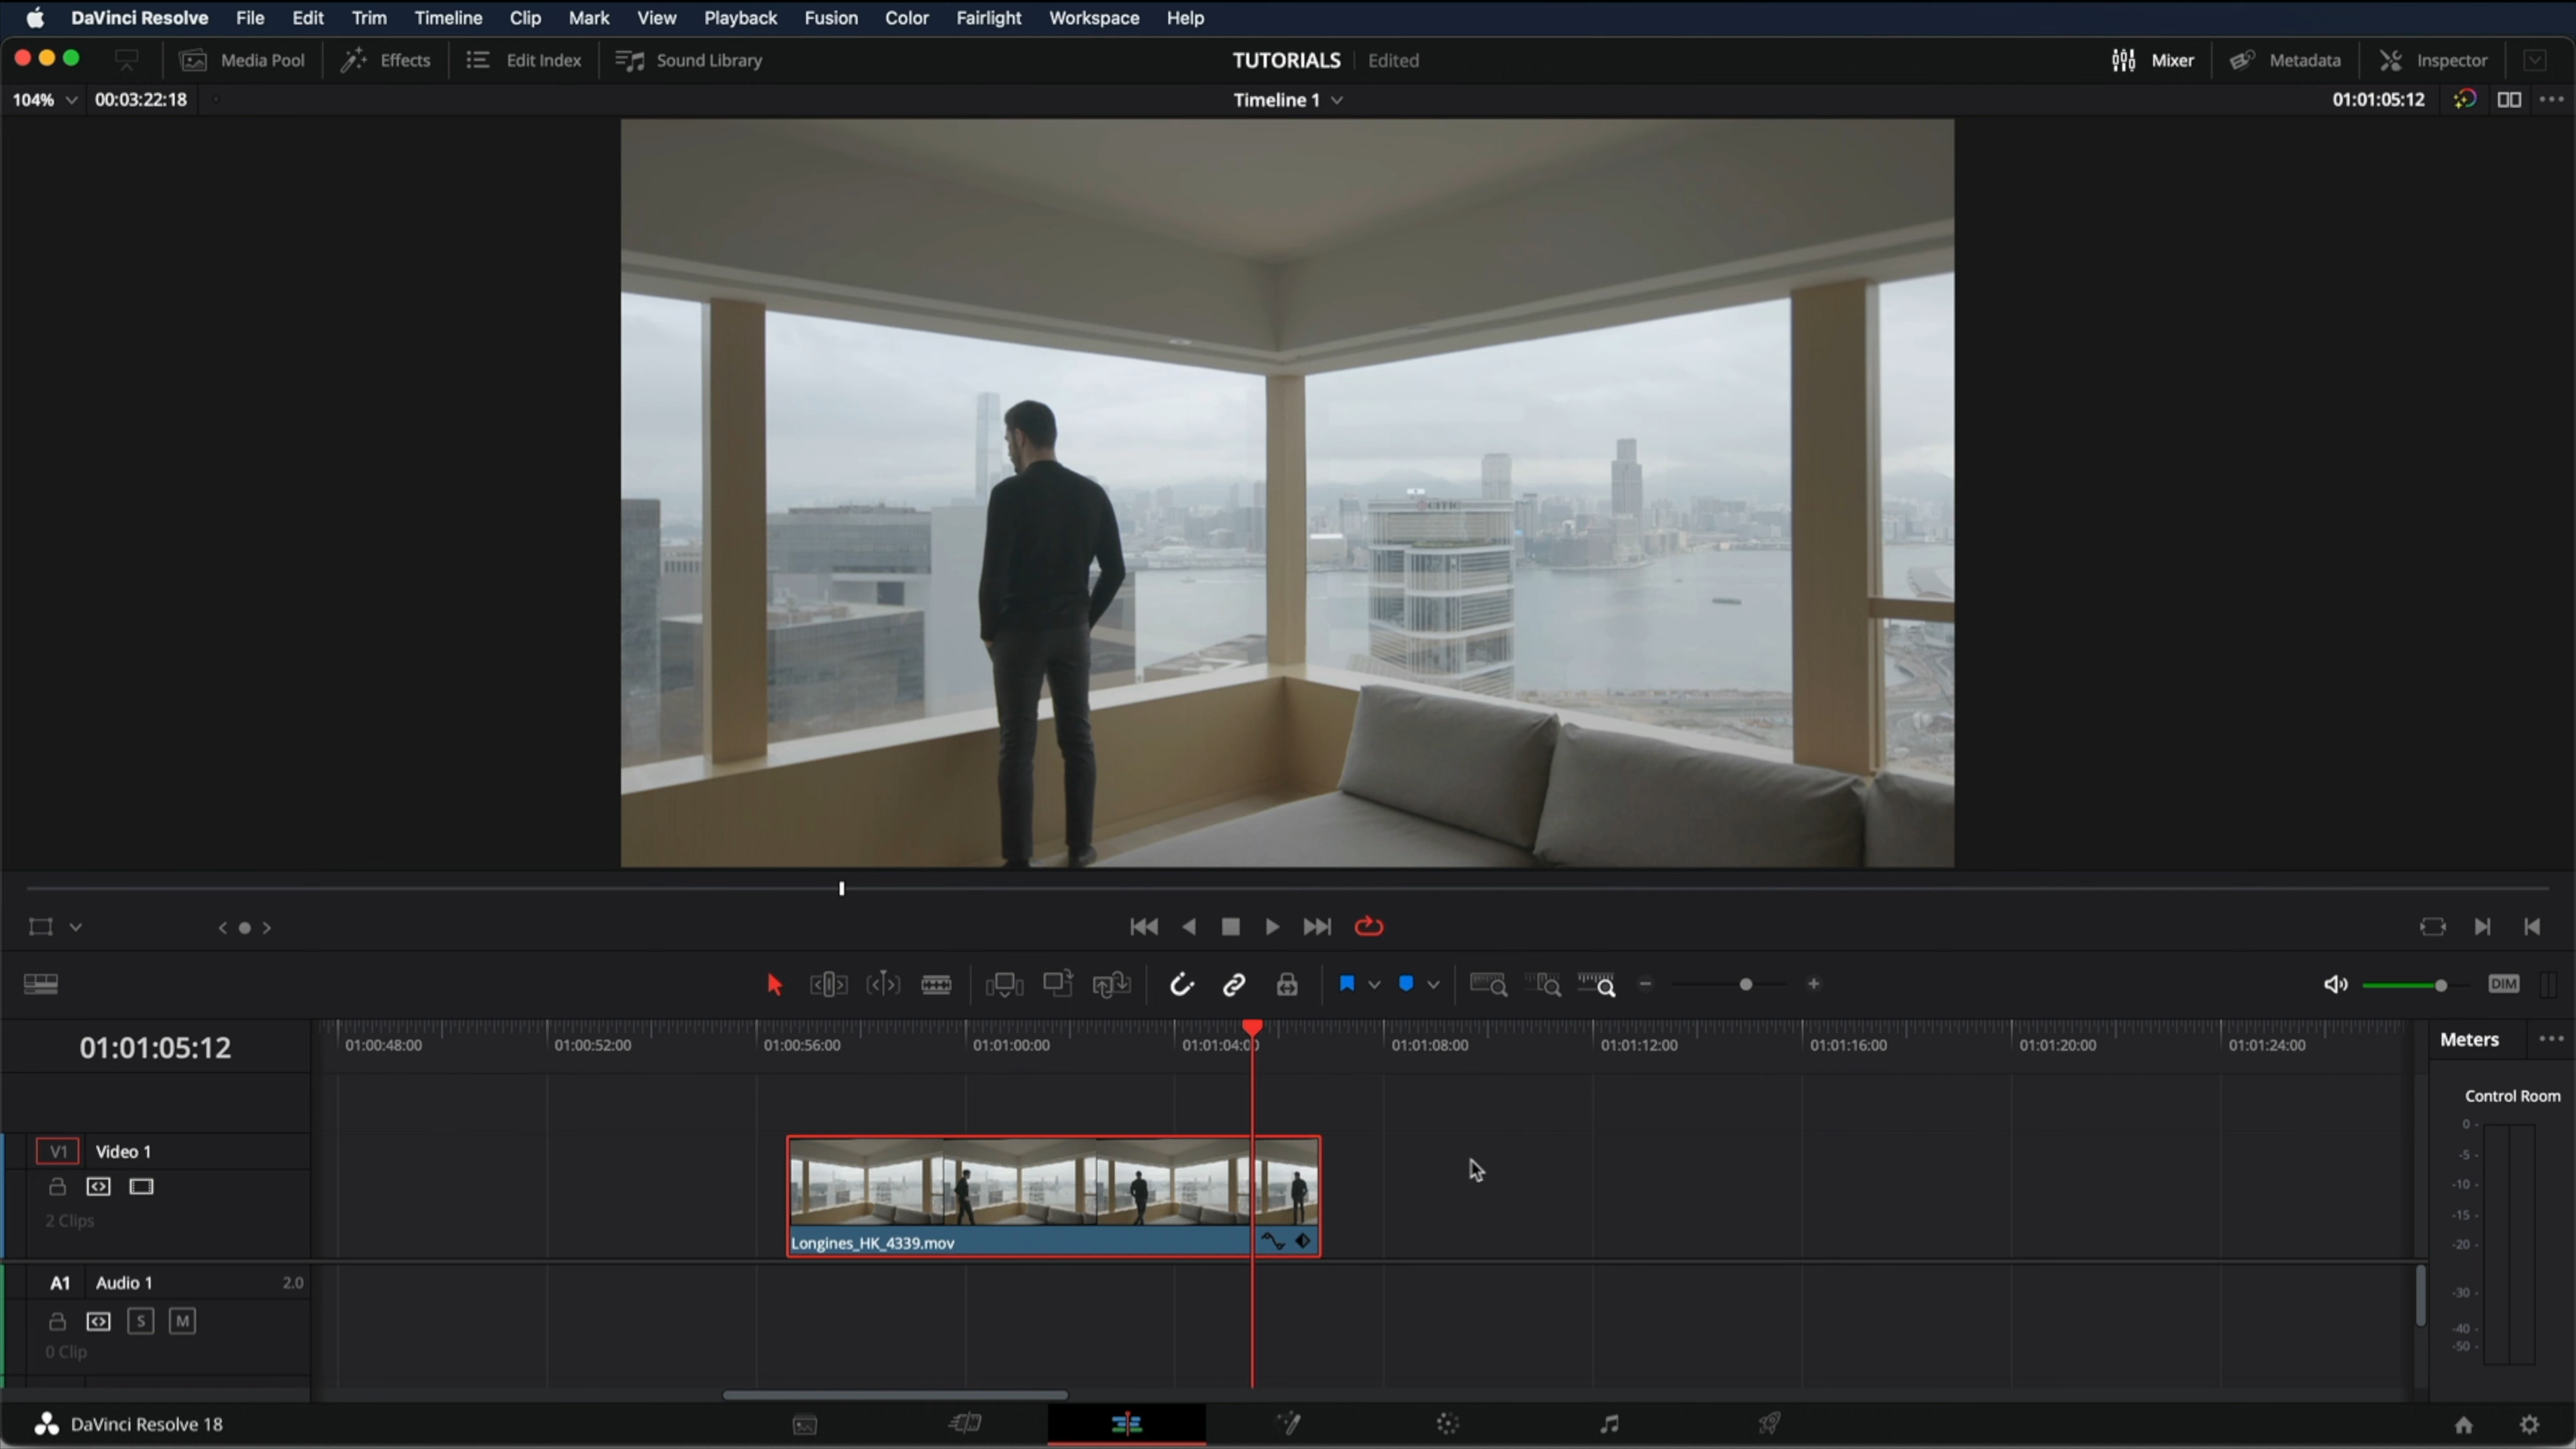 DaVinci Resolve File Edit Trim Timeline Clip Mark View Playback Fusion Color Fairlight Workspace Help
Media Pool Effects Edit Index Sound Library TUTORIALS Edited Mixer Metadata Inspector
104% 00:03:22:18 Timeline 1 01:01:05:12
CITIC
DIM
01:01:05:12 01:00:48:00 01:00:52:00 01:00:56:00 01:01:00:00 01:01:04:00 01:01:08:00 01:01:12:00 01:01:16:00 01:01:20:00 01:01:24:00 Meters
Control Room
0
-5
-10
-15
-20
-30
-40
-50
V1 Video 1
2 Clips
Longines_HK_4339.mov
A1 Audio 1 2.0
S M
0 Clip
DaVinci Resolve 18